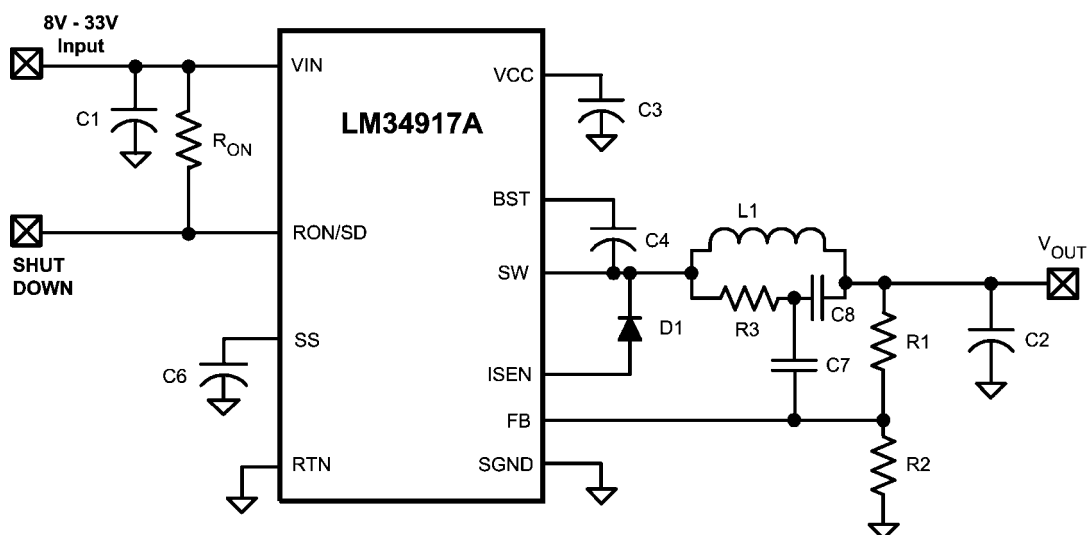 8V - 33V
Input
VIN
VCC
C3
C1
LM34917A
RON
BST
L1
C4
RON/SD
SW
VOUT
SHUT
DOWN
R3
C8
D1
R1
C2
SS
C7
C6
ISEN
FB
R2
RTN
SGND